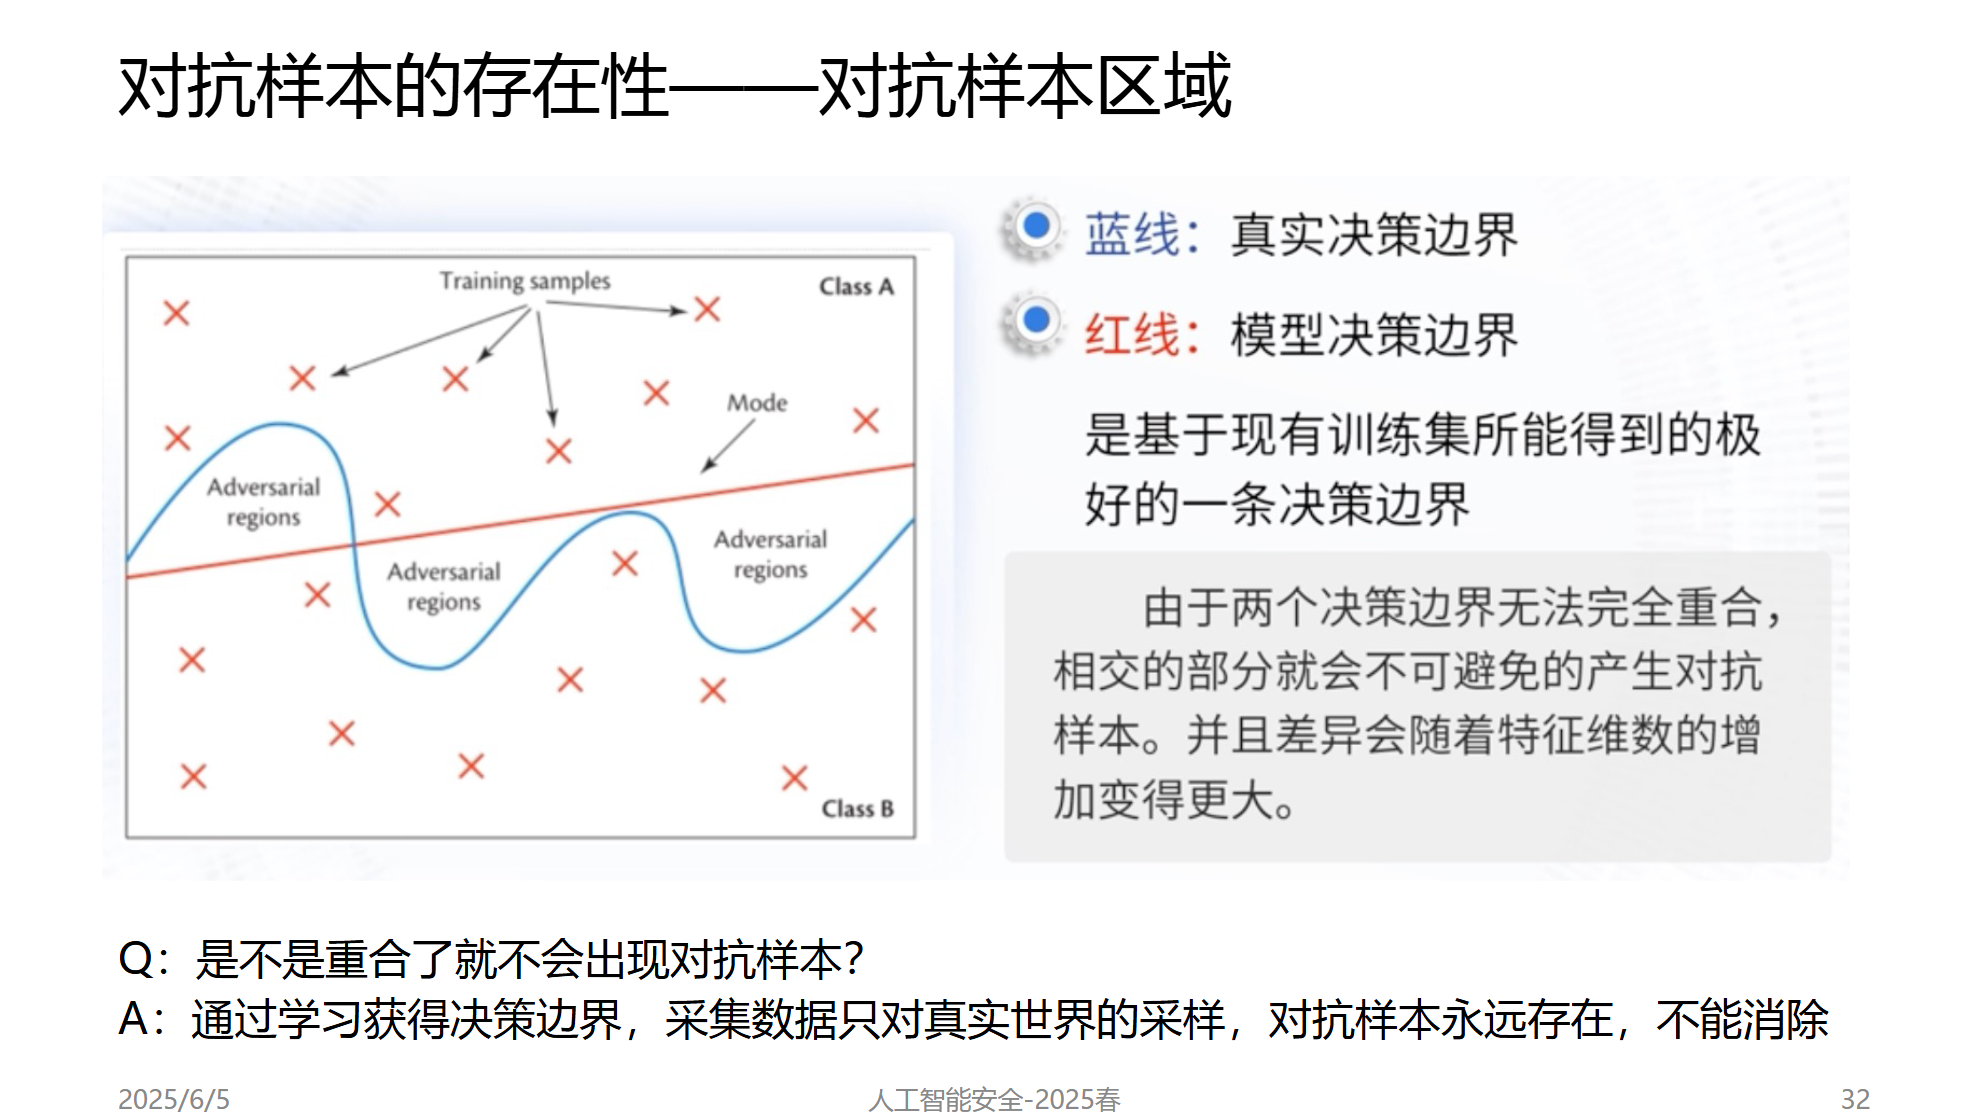 对抗样本的存在性——对抗样本区域
Training samples
Class A
Mode
Adversarial
regions
Adversarial
regions
Adversarial
regions
Class B
蓝线：真实决策边界
红线：模型决策边界
是基于现有训练集所能得到的极
好的一条决策边界
由于两个决策边界无法完全重合，
相交的部分就会不可避免的产生对抗
样本。并且差异会随着特征维数的增
加变得更大。
Q：是不是重合了就不会出现对抗样本？
A：通过学习获得决策边界，采集数据只对真实世界的采样，对抗样本永远存在，不能消除
2025/6/5
人工智能安全-2025春
32